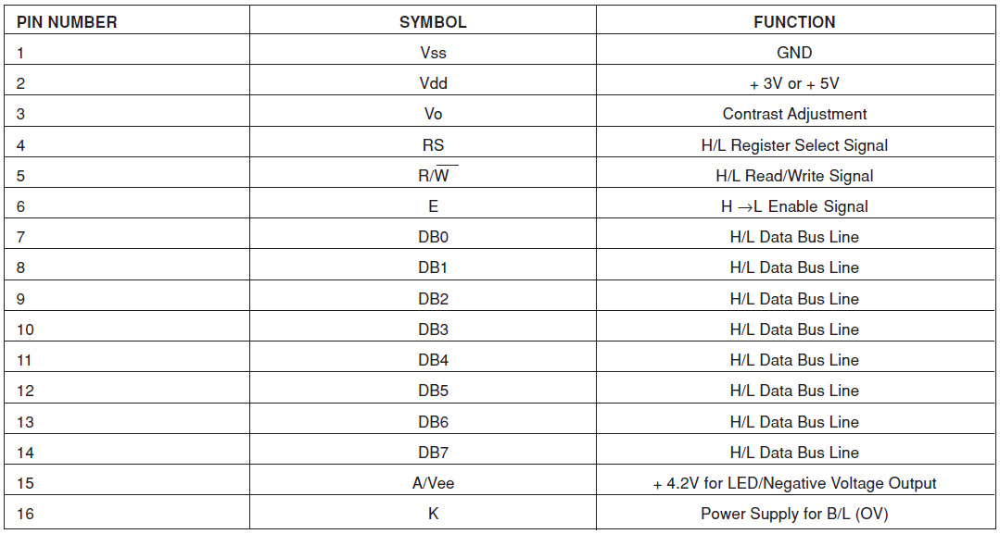 PIN NUMBER SYMBOL FUNCTION
1 Vss GND
2 Vdd + 3V or + 5V
3 Vo Contrast Adjustment
4 RS H/L Register Select Signal
5 R/W̅ H/L Read/Write Signal
6 E H →L Enable Signal
7 DB0 H/L Data Bus Line
8 DB1 H/L Data Bus Line
9 DB2 H/L Data Bus Line
10 DB3 H/L Data Bus Line
11 DB4 H/L Data Bus Line
12 DB5 H/L Data Bus Line
13 DB6 H/L Data Bus Line
14 DB7 H/L Data Bus Line
15 A/Vee + 4.2V for LED/Negative Voltage Output
16 K Power Supply for B/L (OV)